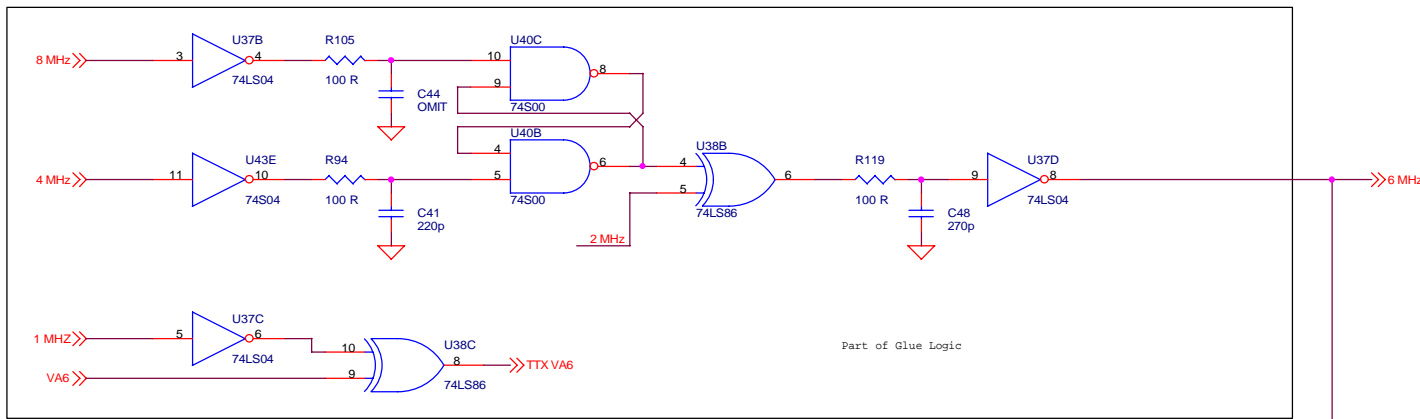 U37B
8 MHz
3
4
74LS04
R105
100 R
C44
OMIT
U40C
10
9
8
74S00
U43E
4 MHz
11
10
74S04
R94
100 R
C41
220p
U40B
4
5
6
74S00
2 MHz
U38B
4
5
6
74LS86
R119
100 R
C48
270p
U37D
9
8
74LS04
6 MHz
U37C
1 MHZ
5
6
74LS04
VA6
U38C
10
9
8
74LS86
TTX VA6
Part of Glue Logic